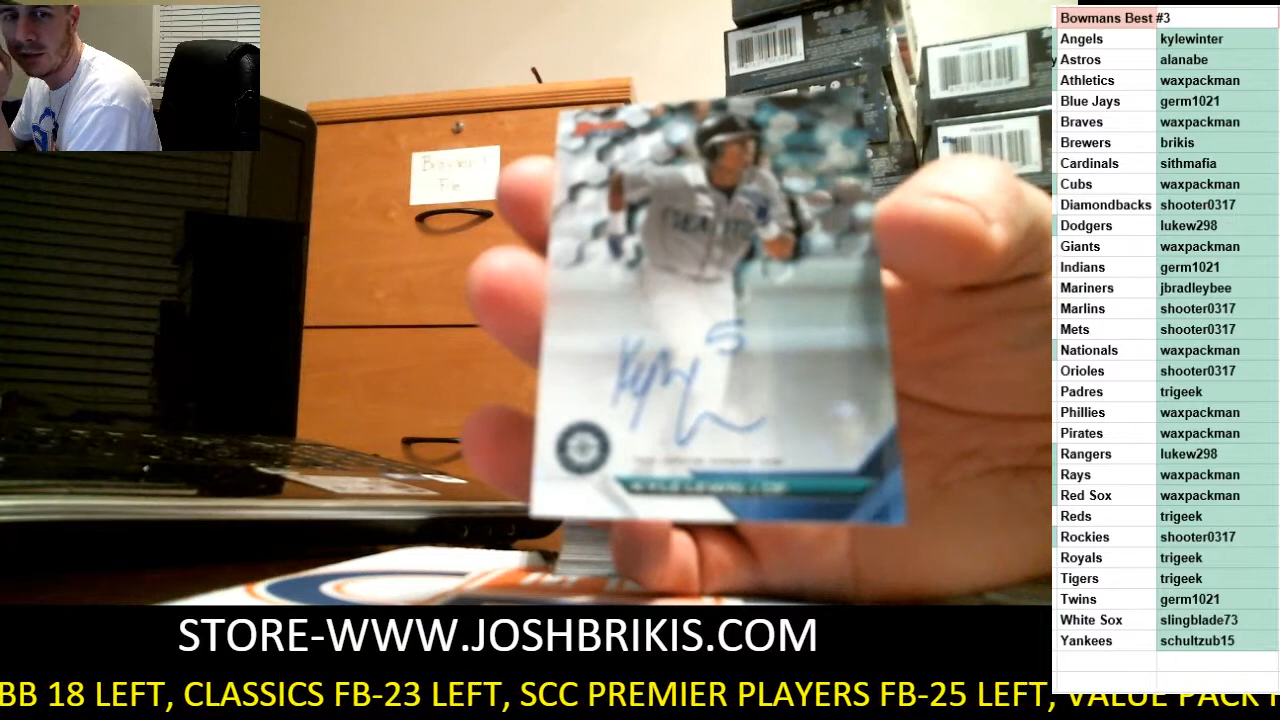 Bowmans Best #3
Angels kylewinter
Astros alanabe
Athletics waxpackman
Blue Jays germ1021
Braves waxpackman
Brewers brikis
Cardinals sithmafia
Cubs waxpackman
Diamondbacks shooter0317
Dodgers lukew298
Giants waxpackman
Indians germ1021
Mariners jbradleybee
Marlins shooter0317
Mets shooter0317
Nationals waxpackman
Orioles shooter0317
Padres trigeek
Phillies waxpackman
Pirates waxpackman
Rangers lukew298
Rays waxpackman
Red Sox waxpackman
Reds trigeek
Rockies shooter0317
Royals trigeek
Tigers trigeek
Twins germ1021
White Sox slingblade73
Yankees schultzub15
STORE-WWW.JOSHBRIKIS.COM
BB 18 LEFT, CLASSICS FB-23 LEFT, SCC PREMIER PLAYERS FB-25 LEFT, VALUE PACK